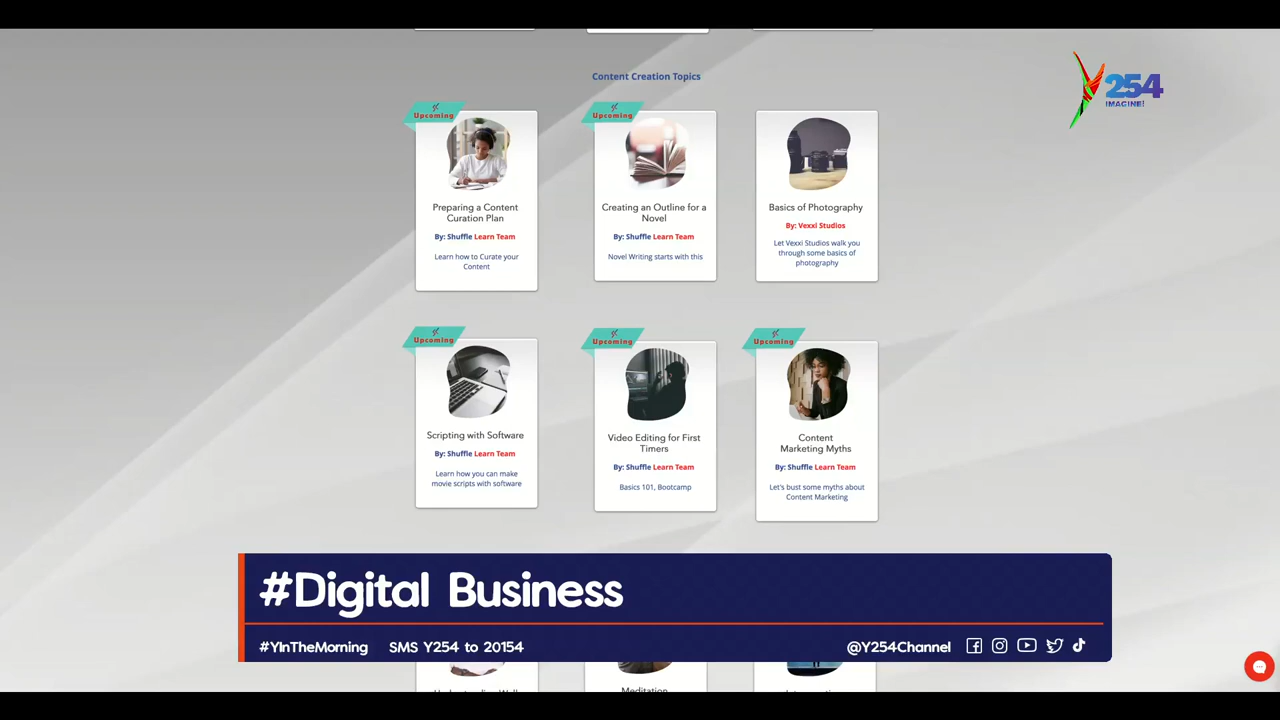 Content Creation Topics
Y254
IMAGINE!
Upcoming
Upcoming
Preparing a Content
Curation Plan
By: Shuffle Learn Team
Learn how to Curate your
Content
Creating an Outline for a
Novel
By: Shuffle Learn Team
Novel Writing starts with this
Basics of Photography
By: Vexxi Studios
Let Vexxi Studios walk you
through some basics of
photography
Upcoming
Upcoming
Upcoming
Scripting with Software
By: Shuffle Learn Team
Learn how you can make
movie scripts with software
Video Editing for First
Timers
By: Shuffle Learn Team
Basics 101, Bootcamp
Content
Marketing Myths
By: Shuffle Learn Team
Let's bust some myths about
Content Marketing
#Digital Business
#YInTheMorning SMS Y254 to 20154
@Y254Channel
Meditation